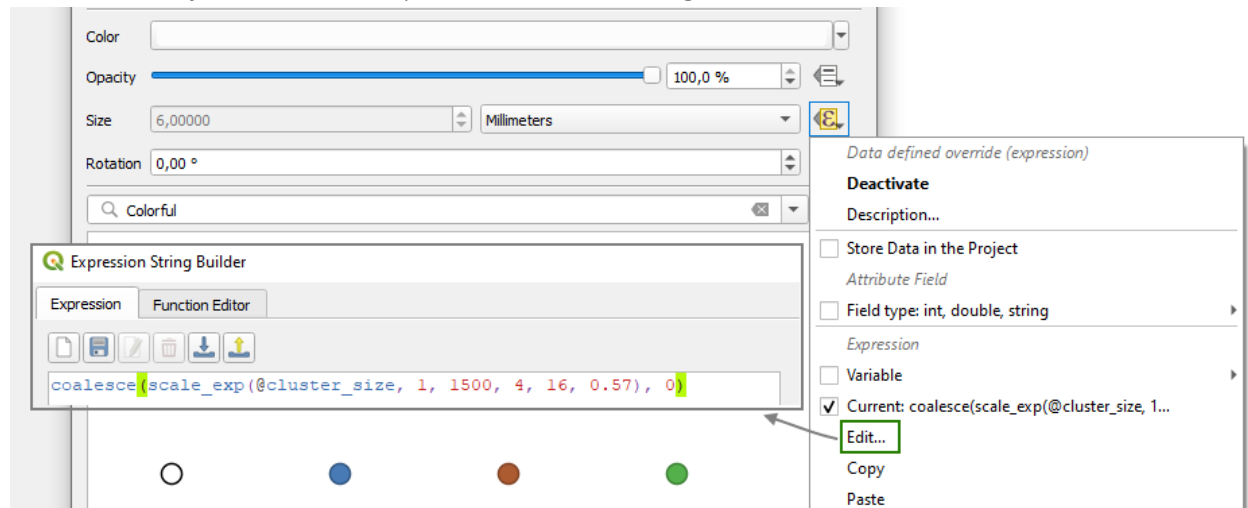 Color
Opacity 100,0 %
Size 6,00000 Millimeters
Rotation 0,00 °
Colorful
Data defined override (expression)
Deactivate
Description...
Store Data in the Project
Attribute Field
Field type: int, double, string
Expression
Variable
Current: coalesce(scale_exp(@cluster_size, 1...
Edit...
Copy
Paste
Expression String Builder
Expression Function Editor
coalesce(scale_exp(@cluster_size, 1, 1500, 4, 16, 0.57), 0)